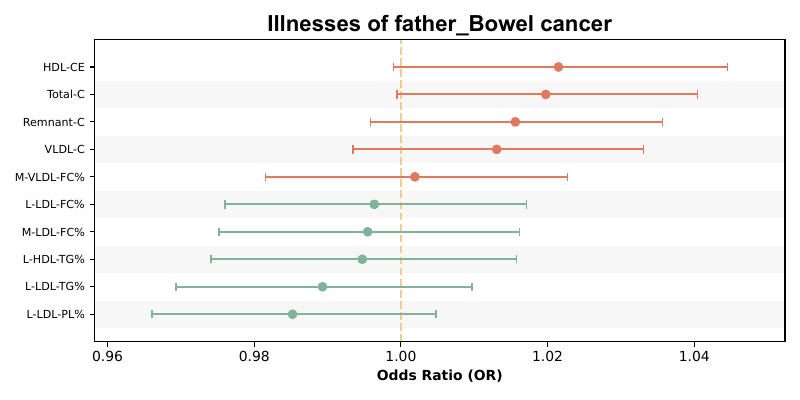 Illnesses of father_Bowel cancer
HDL-CE
Total-C
Remnant-C
VLDL-C
M-VLDL-FC%
L-LDL-FC%
M-LDL-FC%
L-HDL-TG%
L-LDL-TG%
L-LDL-PL%
0.96 0.98 1.00 1.02 1.04
Odds Ratio (OR)